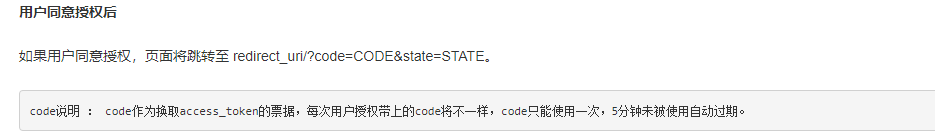 用户同意授权后
如果用户同意授权，页面将跳转至 redirect_uri/?code=CODE&state=STATE。
code说明 ： code作为换取access_token的票据，每次用户授权带上的code将不一样，code只能使用一次，5分钟未被使用自动过期。